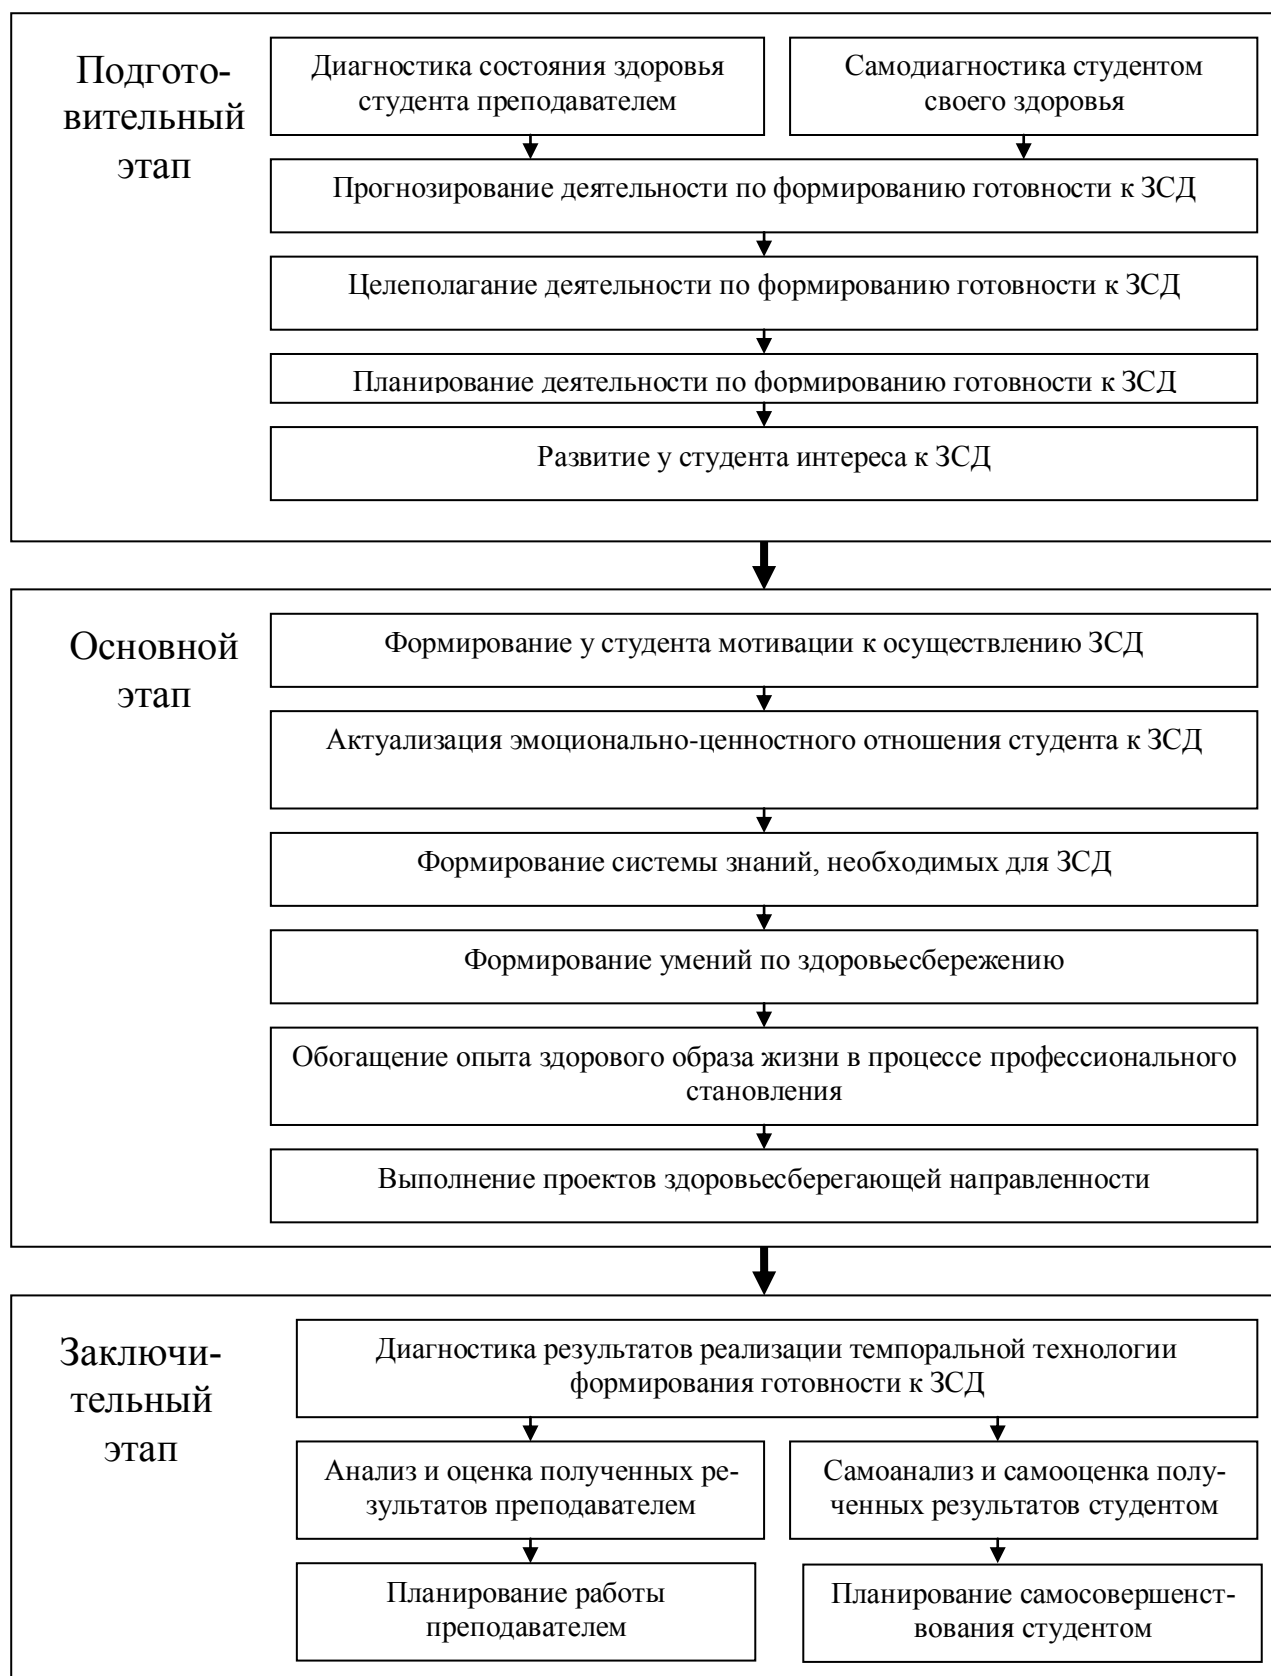 Подгото-
вительный
этап
Диагностика состояния здоровья
студента преподавателем
Самодиагностика студентом
своего здоровья
Прогнозирование деятельности по формированию готовности к ЗСД
Целеполагание деятельности по формированию готовности к ЗСД
Планирование деятельности по формированию готовности к ЗСД
Развитие у студента интереса к ЗСД
Основной
этап
Формирование у студента мотивации к осуществлению ЗСД
Актуализация эмоционально-ценностного отношения студента к ЗСД
Формирование системы знаний, необходимых для ЗСД
Формирование умений по здоровьесбережению
Обогащение опыта здорового образа жизни в процессе профессионального
становления
Выполнение проектов здоровьесберегающей направленности
Заключи-
тельный
этап
Диагностика результатов реализации темпоральной технологии
формирования готовности к ЗСД
Анализ и оценка полученных ре-
зультатов преподавателем
Самоанализ и самооценка полу-
ченных результатов студентом
Планирование работы
преподавателем
Планирование самосовершенст-
вования студентом